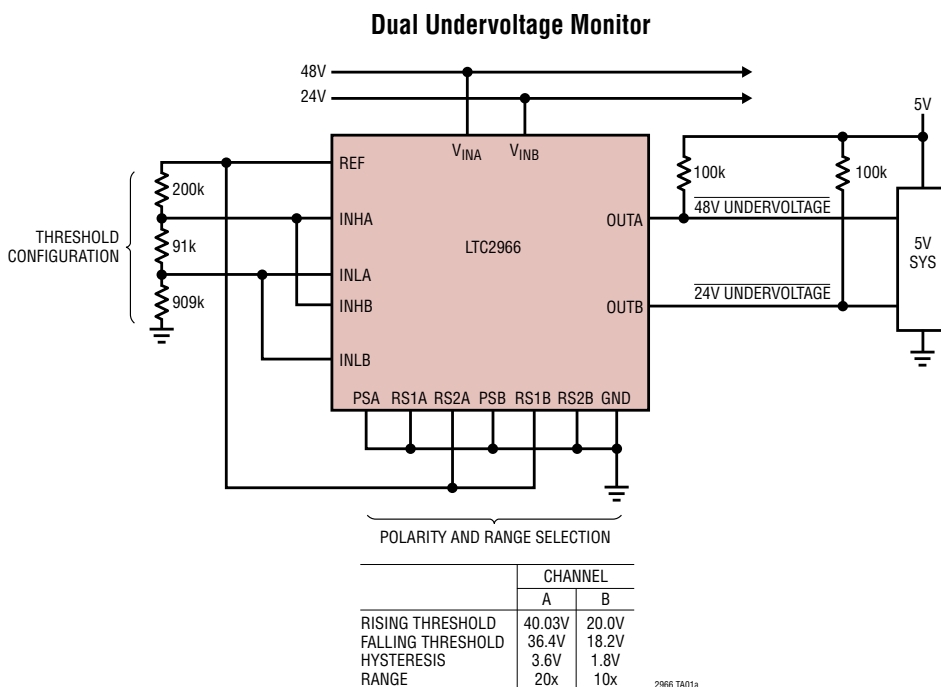 Dual Undervoltage Monitor
48V
24V
5V
VINA
VINB
REF
200k
INHA
THRESHOLD
CONFIGURATION
91k
INLA
909k
INHB
INLB
LTC2966
100k
100k
OUTA
48V UNDERVOLTAGE
5V
SYS
OUTB
24V UNDERVOLTAGE
PSA RS1A RS2A PSB RS1B RS2B GND
POLARITY AND RANGE SELECTION
CHANNEL
A B
RISING THRESHOLD 40.03V 20.0V
FALLING THRESHOLD 36.4V 18.2V
HYSTERESIS 3.6V 1.8V
RANGE 20x 10x
2966 TA01a